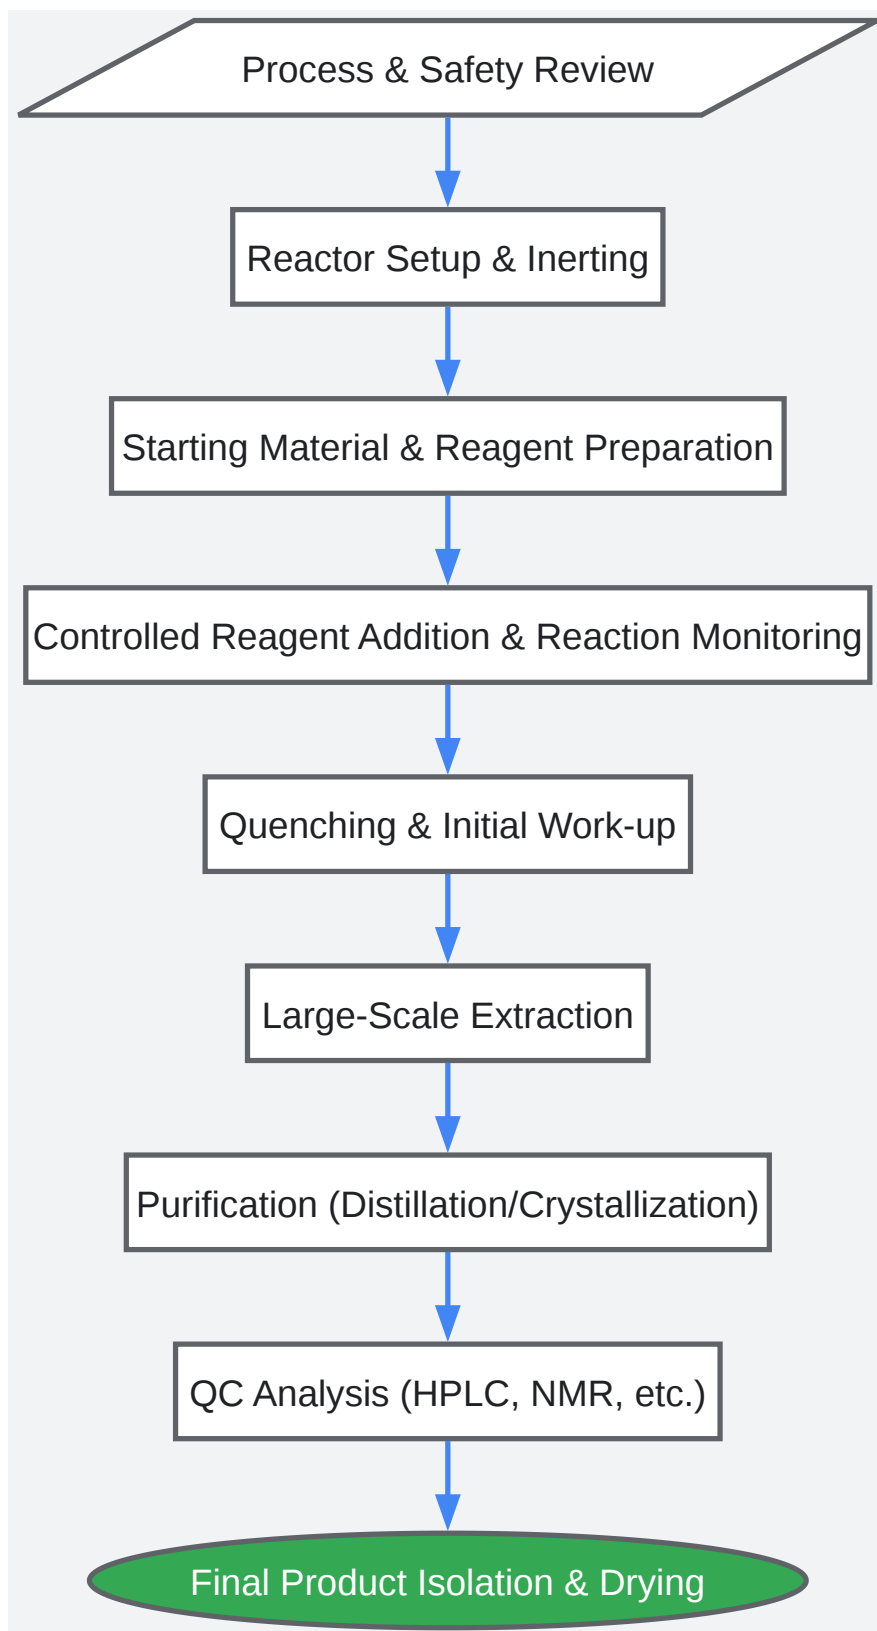 Process & Safety Review
Reactor Setup & Inerting
Starting Material & Reagent Preparation
Controlled Reagent Addition & Reaction Monitoring
Quenching & Initial Work-up
Large-Scale Extraction
Purification (Distillation/Crystallization)
QC Analysis (HPLC, NMR, etc.)
Final Product Isolation & Drying